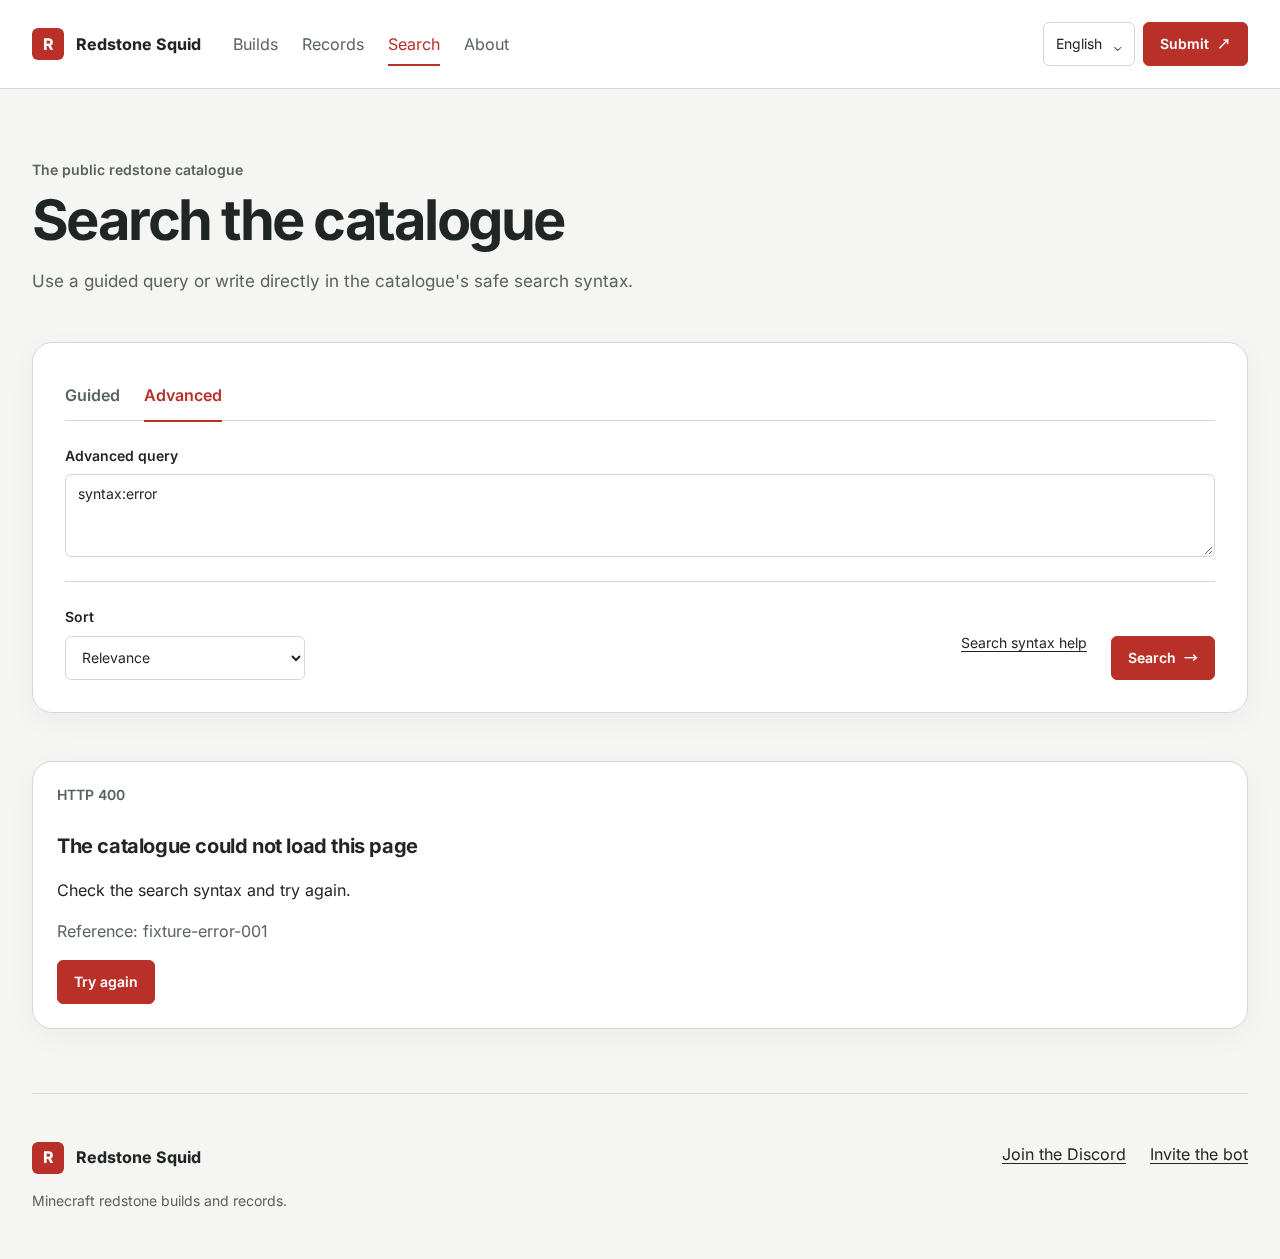 R Redstone Squid Builds Records Search About English Submit ↗
The public redstone catalogue
Search the catalogue
Use a guided query or write directly in the catalogue's safe search syntax.
Guided Advanced
Advanced query
syntax:error
Sort
Relevance
Search syntax help
Search →
HTTP 400
The catalogue could not load this page
Check the search syntax and try again.
Reference: fixture-error-001
Try again
R Redstone Squid
Join the Discord Invite the bot
Minecraft redstone builds and records.